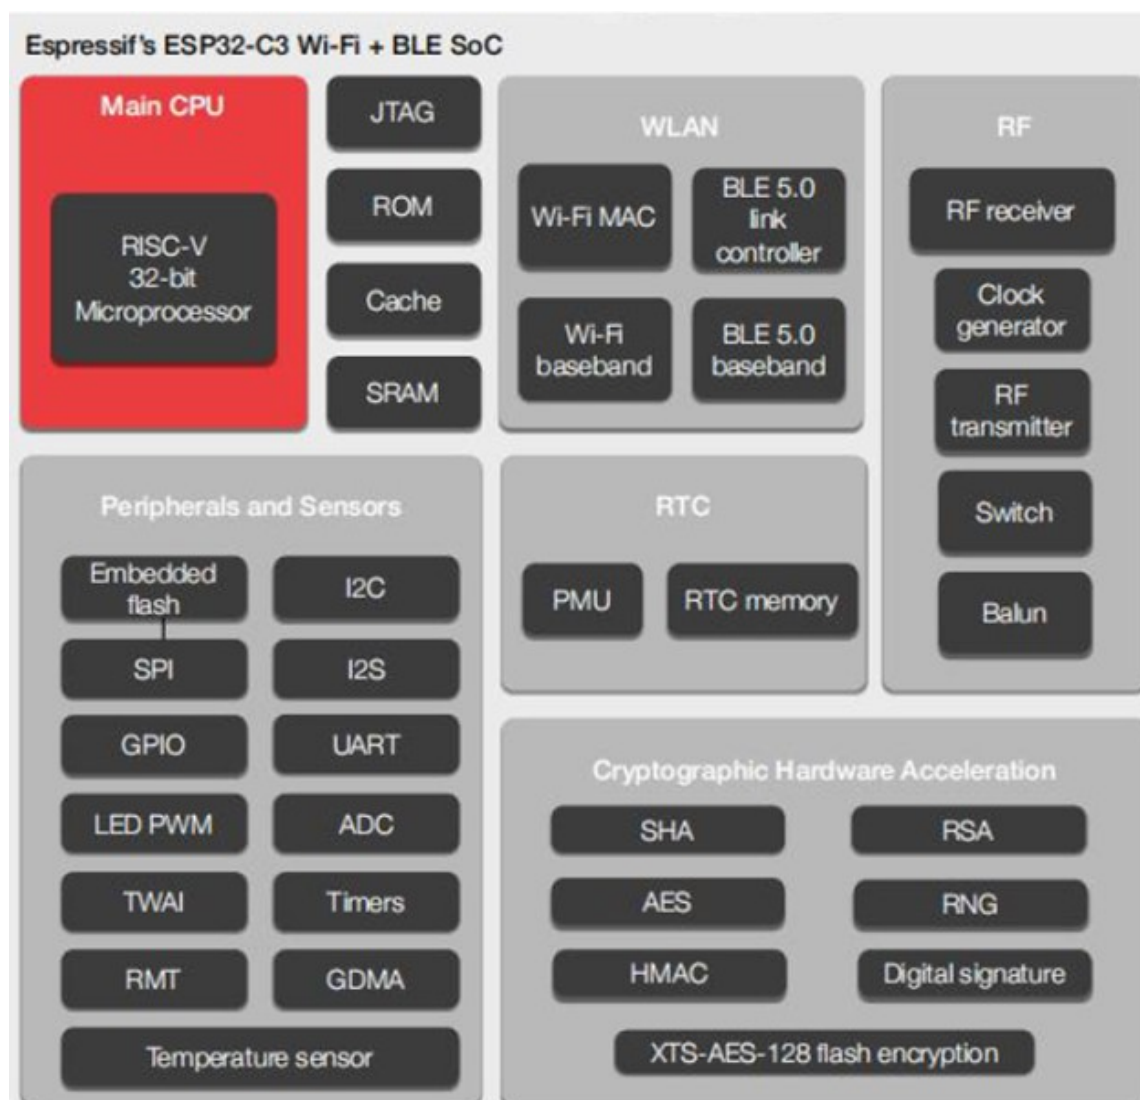 Espressif's ESP32-C3 Wi-Fi + BLE SoC
Main CPU
RISC-V
32-bit
Microprocessor
JTAG
ROM
Cache
SRAM
WLAN
Wi-Fi MAC
BLE 5.0
link
controller
Wi-Fi
baseband
BLE 5.0
baseband
RF
RF receiver
Clock
generator
RF
transmitter
Switch
Balun
Peripherals and Sensors
Embedded
flash
I2C
SPI
I2S
GPIO
UART
LED PWM
ADC
TWAI
Timers
RMT
GDMA
Temperature sensor
RTC
PMU
RTC memory
Cryptographic Hardware Acceleration
SHA
RSA
AES
RNG
HMAC
Digital signature
XTS-AES-128 flash encryption